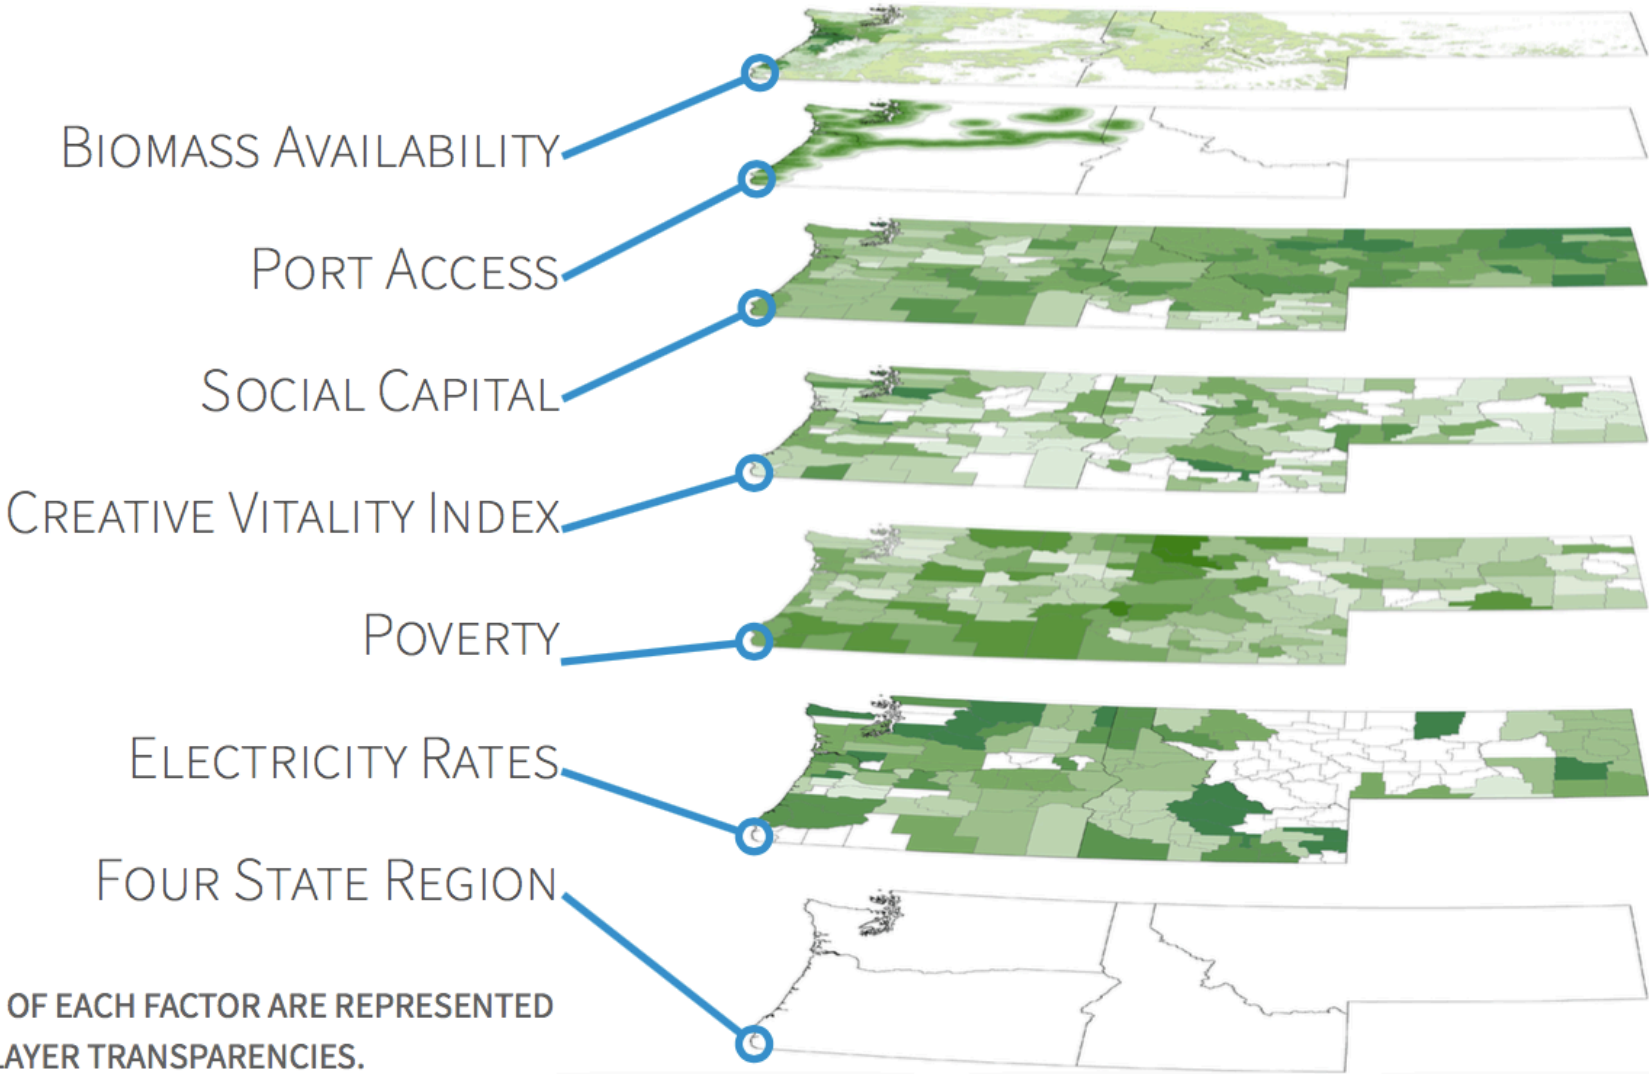 BIOMASS AVAILABILITY
PORT ACCESS
SOCIAL CAPITAL
CREATIVE VITALITY INDEX
POVERTY
ELECTRICITY RATES
FOUR STATE REGION
OF EACH FACTOR ARE REPRESENTED
LAYER TRANSPARENCIES.